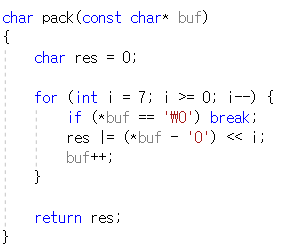 char pack(const char* buf)
{
    char res = 0;

    for (int i = 7; i >= 0; i--) {
        if (*buf == '₩0') break;
        res |= (*buf - '0') << i;
        buf++;
    }

    return res;
}